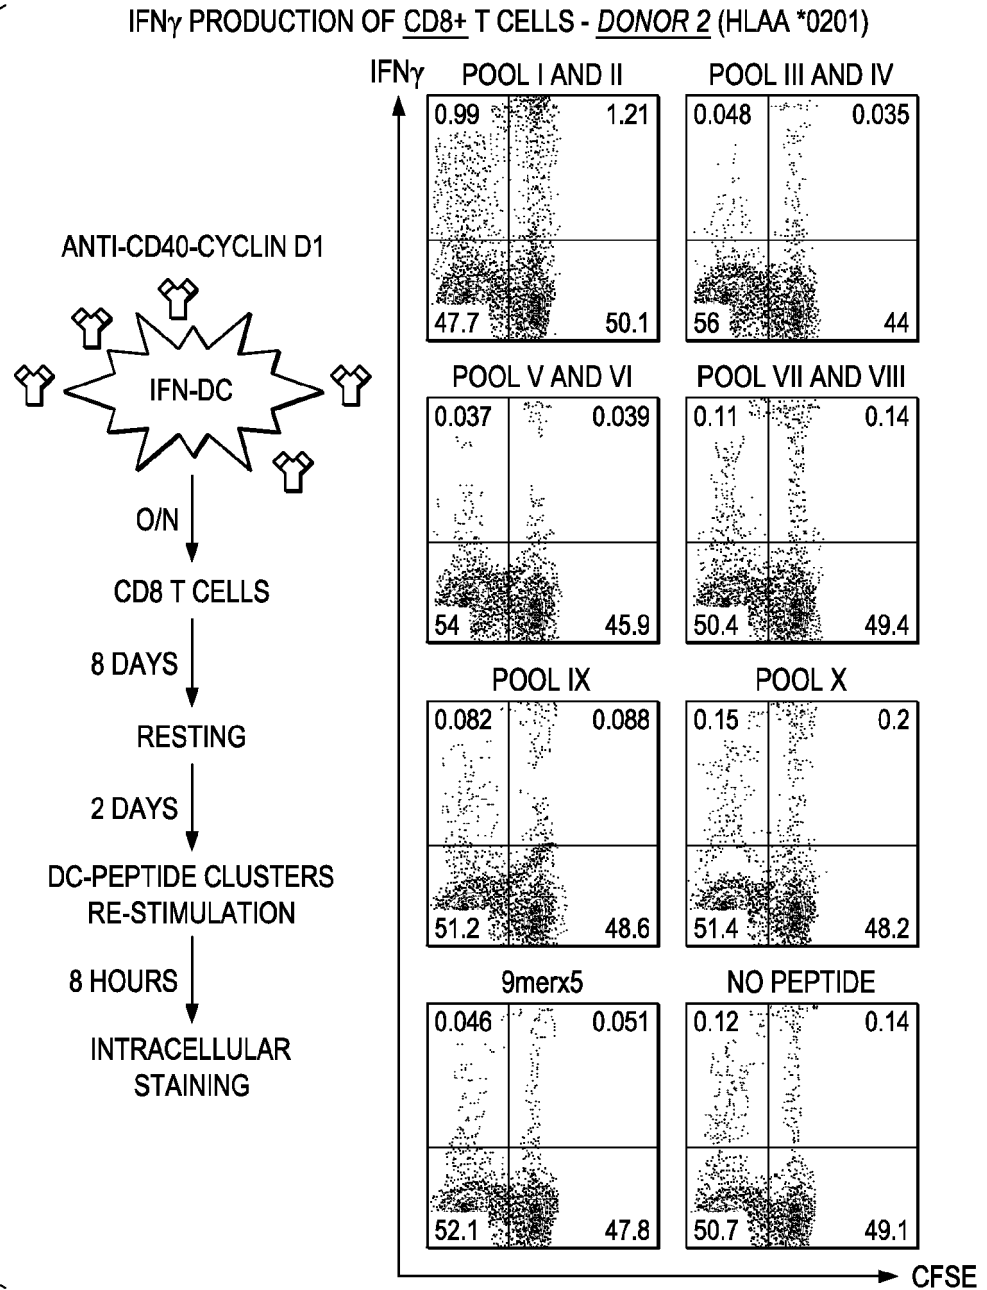 IFNγ PRODUCTION OF CD8+ T CELLS - DONOR 2 (HLAA *0201)
ANTI-CD40-CYCLIN D1
IFN-DC
O/N
CD8 T CELLS
8 DAYS
RESTING
2 DAYS
DC-PEPTIDE CLUSTERS
RE-STIMULATION
8 HOURS
INTRACELLULAR
STAINING
IFNγ
POOL I AND II
0.99 1.21
47.7 50.1
POOL III AND IV
0.048 0.035
56 44
POOL V AND VI
0.037 0.039
54 45.9
POOL VII AND VIII
0.11 0.14
50.4 49.4
POOL IX
0.082 0.088
51.2 48.6
POOL X
0.15 0.2
51.4 48.2
9merx5
0.046 0.051
52.1 47.8
NO PEPTIDE
0.12 0.14
50.7 49.1
CFSE